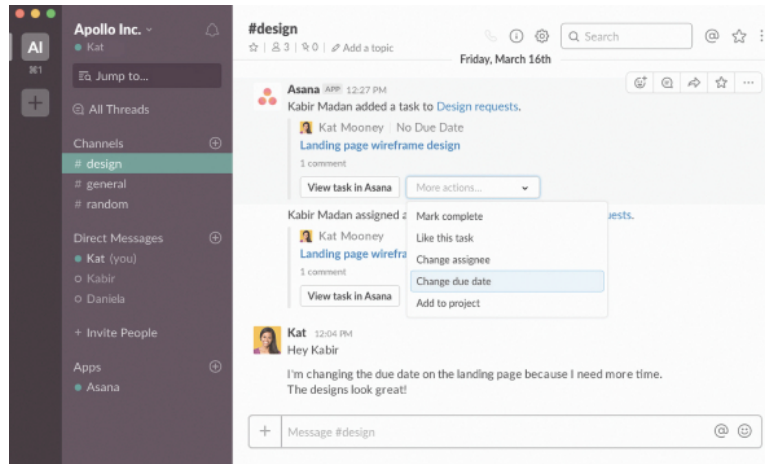 Apollo Inc.
Kat
AI
⌘1
Jump to...
All Threads
Channels
# design
# general
# random
Direct Messages
Kat (you)
Kabir
Daniela
+ Invite People
Apps
Asana
#design
3 | 0 | Add a topic
Search
Friday, March 16th
Asana APP 12:27 PM
Kabir Madan added a task to Design requests.
Kat Mooney | No Due Date
Landing page wireframe design
1 comment
View task in Asana
More actions...
Mark complete
Like this task
Change assignee
Change due date
Add to project
Kabir Madan assigned
Kat Mooney
Landing page
1 comment
View task in Asana
Kat 12:04 PM
Hey Kabir
I'm changing the due date on the landing page because I need more time.
The designs look great!
Message #design